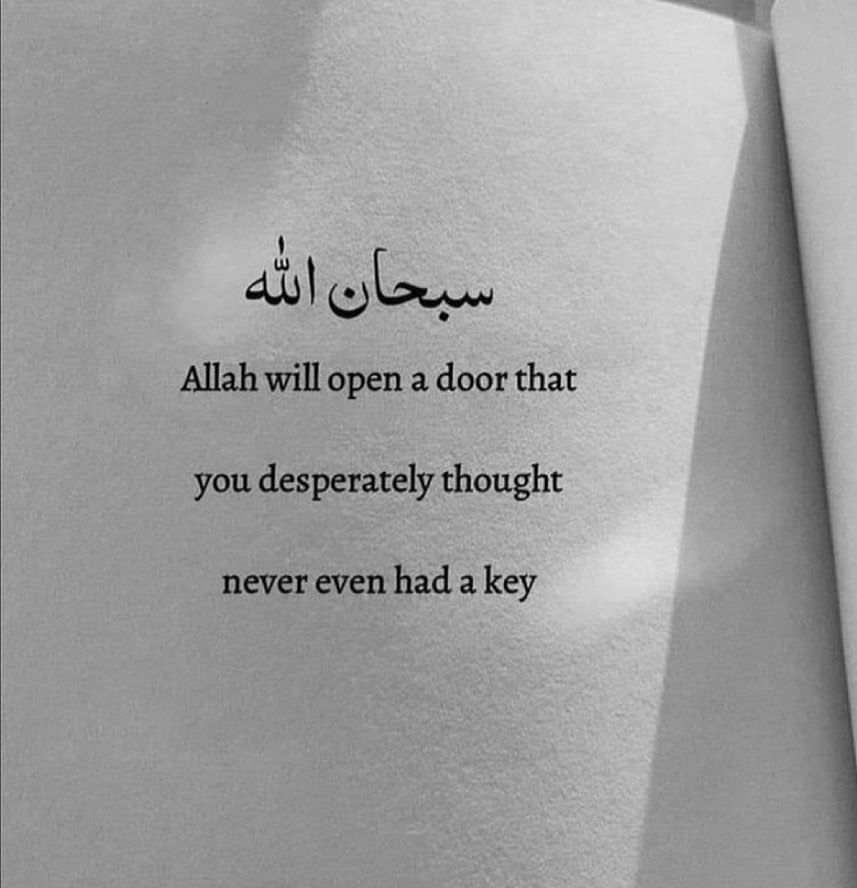 سبحان الله
Allah will open a door that
you desperately thought
never even had a key